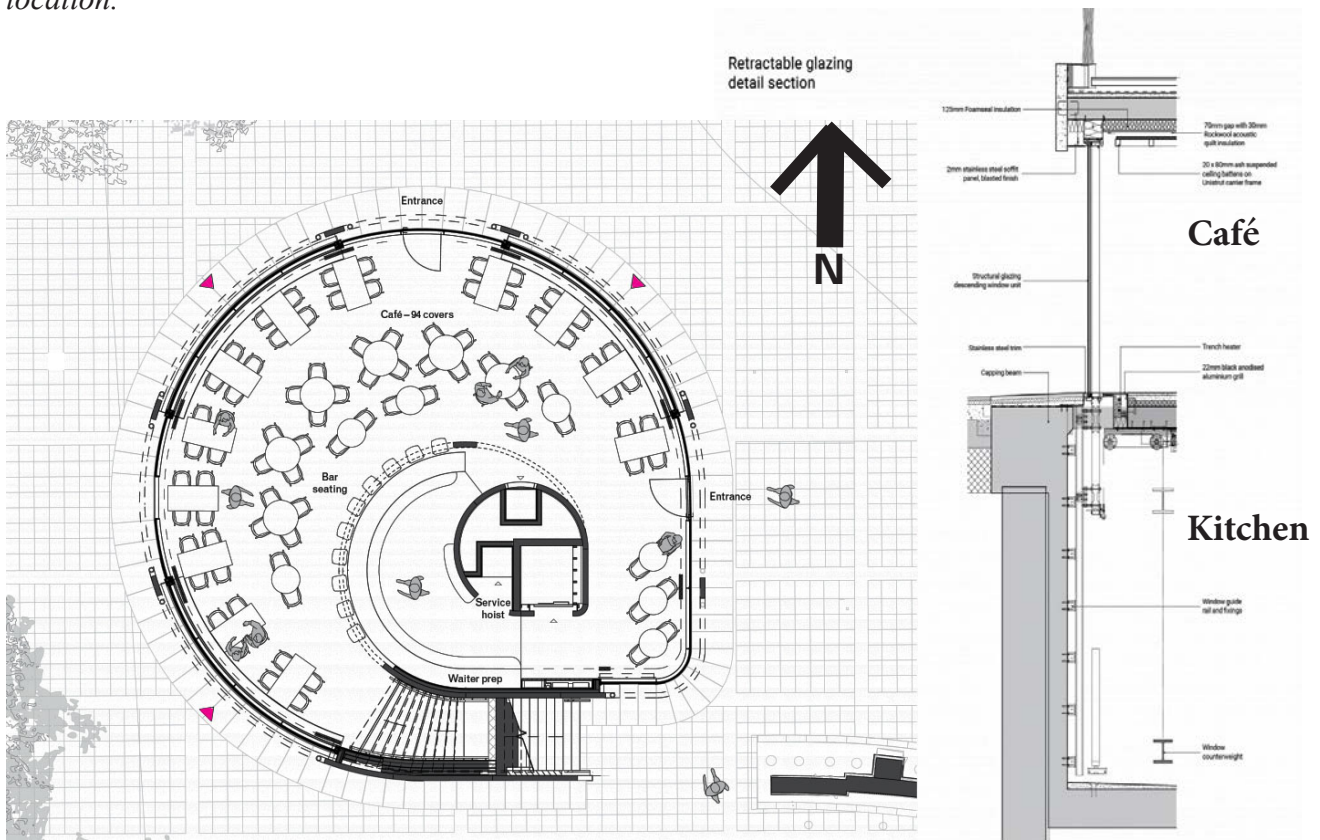 location.
Retractable glazing
detail section
N
Entrance
Café – 94 covers
Bar
seating
Entrance
Service
hoist
Waiter prep
125mm Foamseal insulation
2mm stainless steel soffit
panel, blasted finish
70mm gap with 30mm
Rockwool acoustic
quilt insulation
20 x 80mm ash suspended
ceiling battens on
Unistrut carrier frame
Café
Structural glazing
descending window unit
Stainless steel trim
Capping beam
Trench heater
22mm black anodised
aluminium grill
Kitchen
Window guide
rail and fixings
Window
counterweight